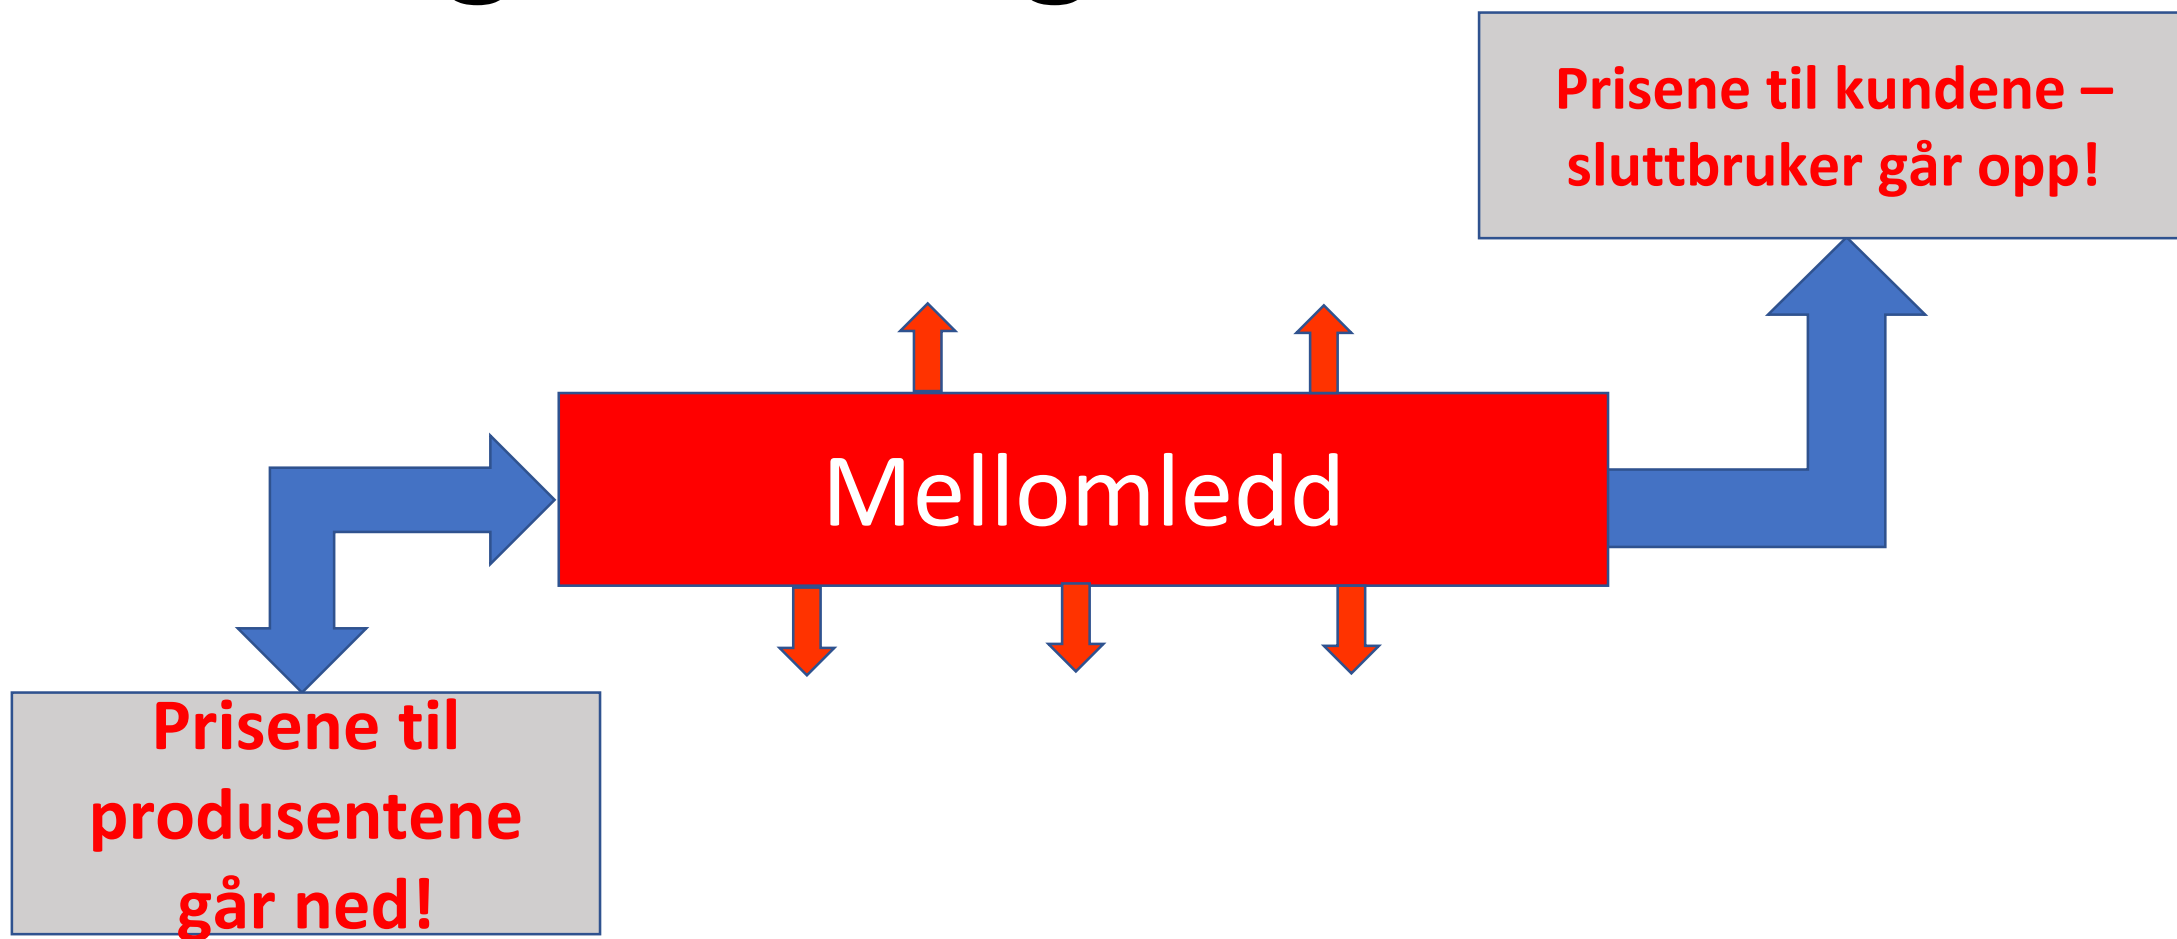 Prisene til kundene –
sluttbruker går opp!
Mellomledd
Prisene til
produsentene
går ned!